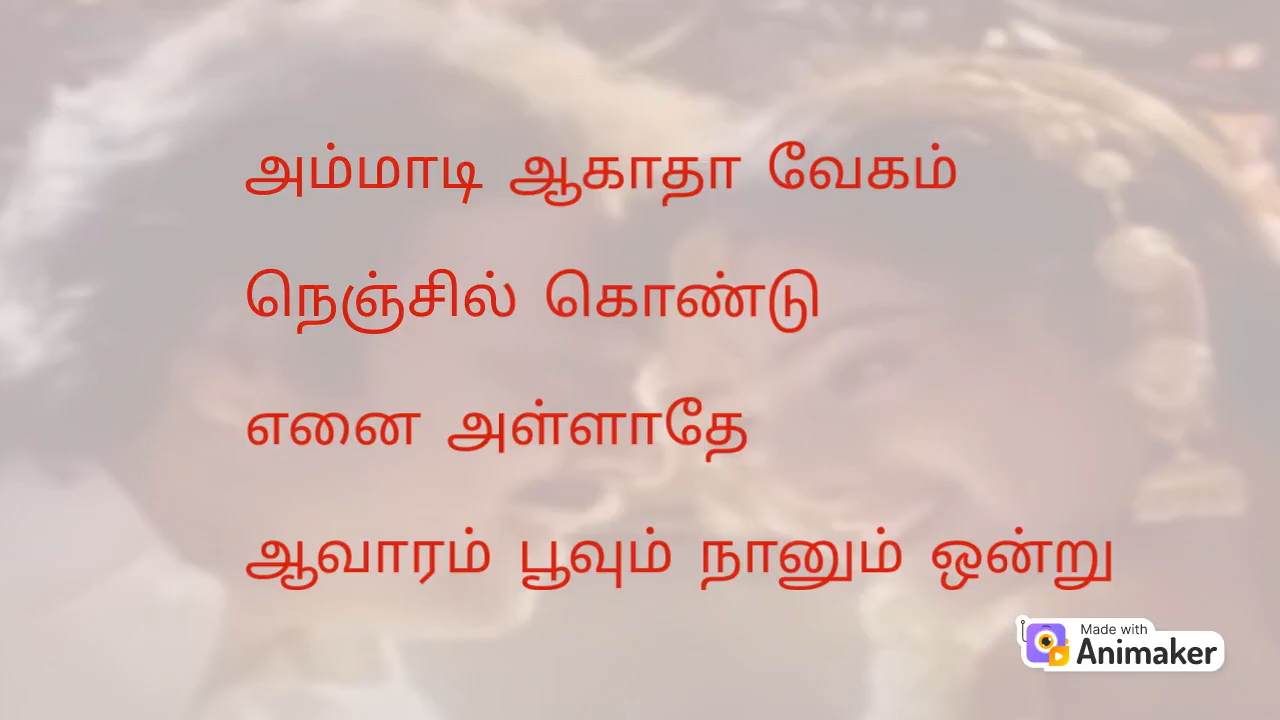 அம்மாடி ஆகாதா வேகம்
நெஞ்சில் கொண்டு
எனை அள்ளாதே
ஆவாரம் பூவும் நானும் ஒன்று
Made with
Animaker